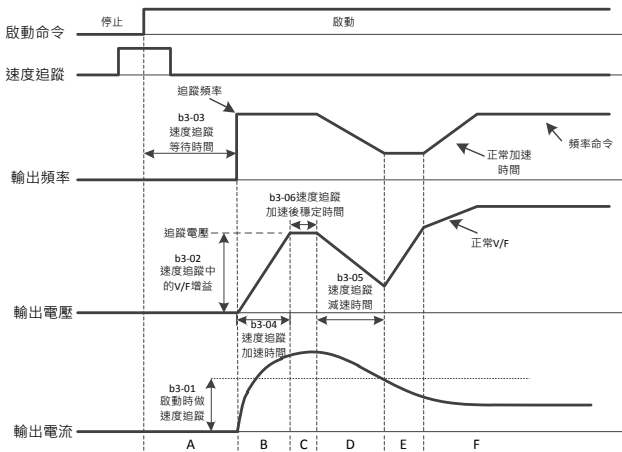 停止
啟動
啟動命令
速度追蹤
追蹤頻率
b3-03
速度追蹤
等待時間
頻率命令
正常加速
時間
輸出頻率
b3-06速度追蹤
加速後穩定時間
追蹤電壓
正常V/F
b3-02
速度追蹤中
的V/F增益
b3-05
速度追蹤
減速時間
輸出電壓
b3-04
速度追蹤
加速時間
b3-01
啟動時做
速度追蹤
輸出電流
A
B
C
D
E
F